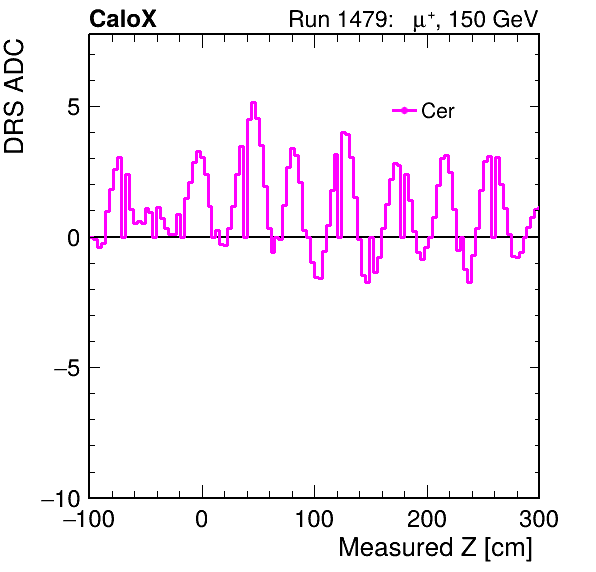 CaloX
Run 1479: μ⁺, 150 GeV
DRS ADC
Cer
5
0
−5
−10
−100 0 100 200 300
Measured Z [cm]